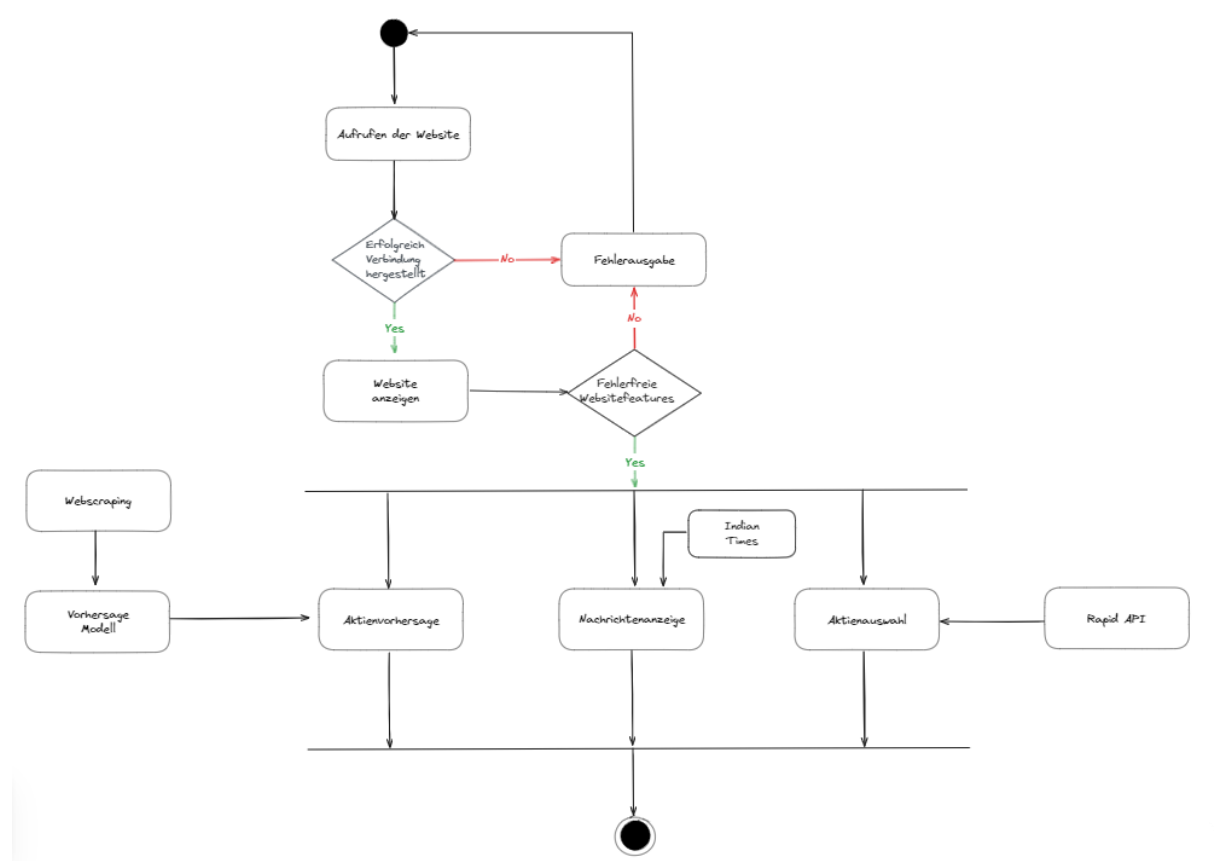 Aufrufen der Website
Erfolgreich
Verbindung
hergestellt
No
Fehlerausgabe
Yes
No
Website
anzeigen
Fehlerfreie
Websitefeatures
Yes
Webscraping
Indian
Times
Vorhersage
Modell
Aktienvorhersage
Nachrichtenanzeige
Aktienauswahl
Rapid API